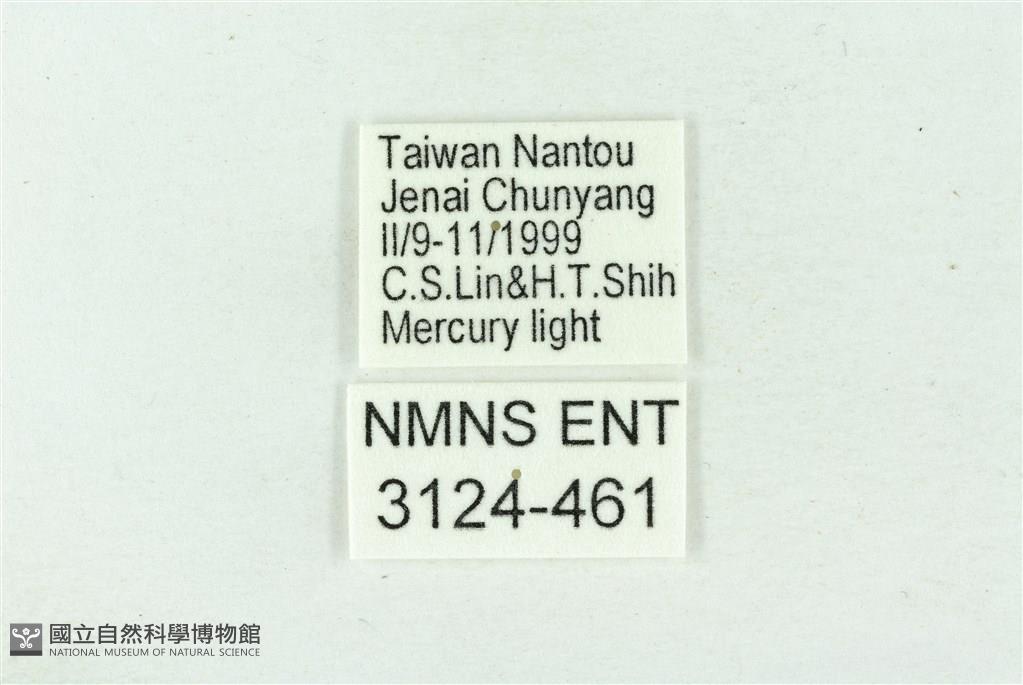 Taiwan Nantou
Jenai Chunyang
II/9-11/1999
C.S.Lin&H.T.Shih
Mercury light
NMNS ENT
3124-461
國立自然科學博物館
NATIONAL MUSEUM OF NATURAL SCIENCE